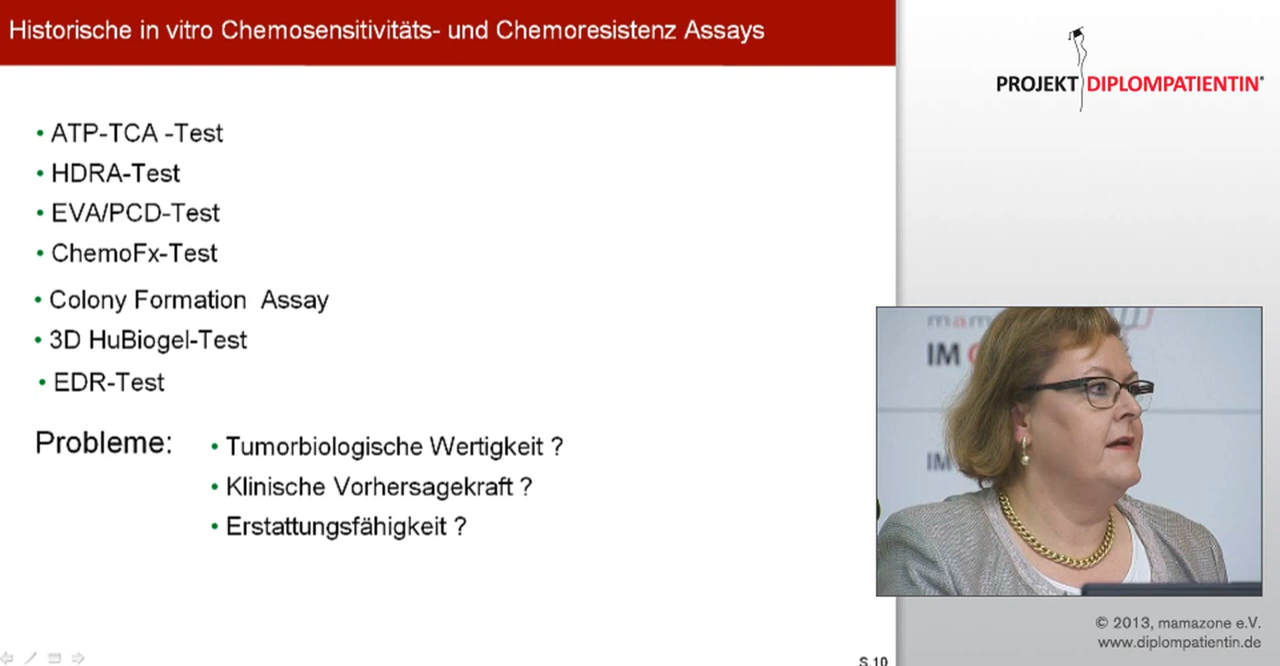 Historische in vitro Chemosensitivitäts- und Chemoresistenz Assays
• ATP-TCA -Test
• HDRA-Test
• EVA/PCD-Test
• ChemoFx-Test
• Colony Formation Assay
• 3D HuBiogel-Test
• EDR-Test
Probleme: • Tumorbiologische Wertigkeit ?
• Klinische Vorhersagekraft ?
• Erstattungsfähigkeit ?
S.10
PROJEKT DIPLOMPATIENTIN®
IM
IM
© 2013, mamazone e.V.
www.diplompatientin.de